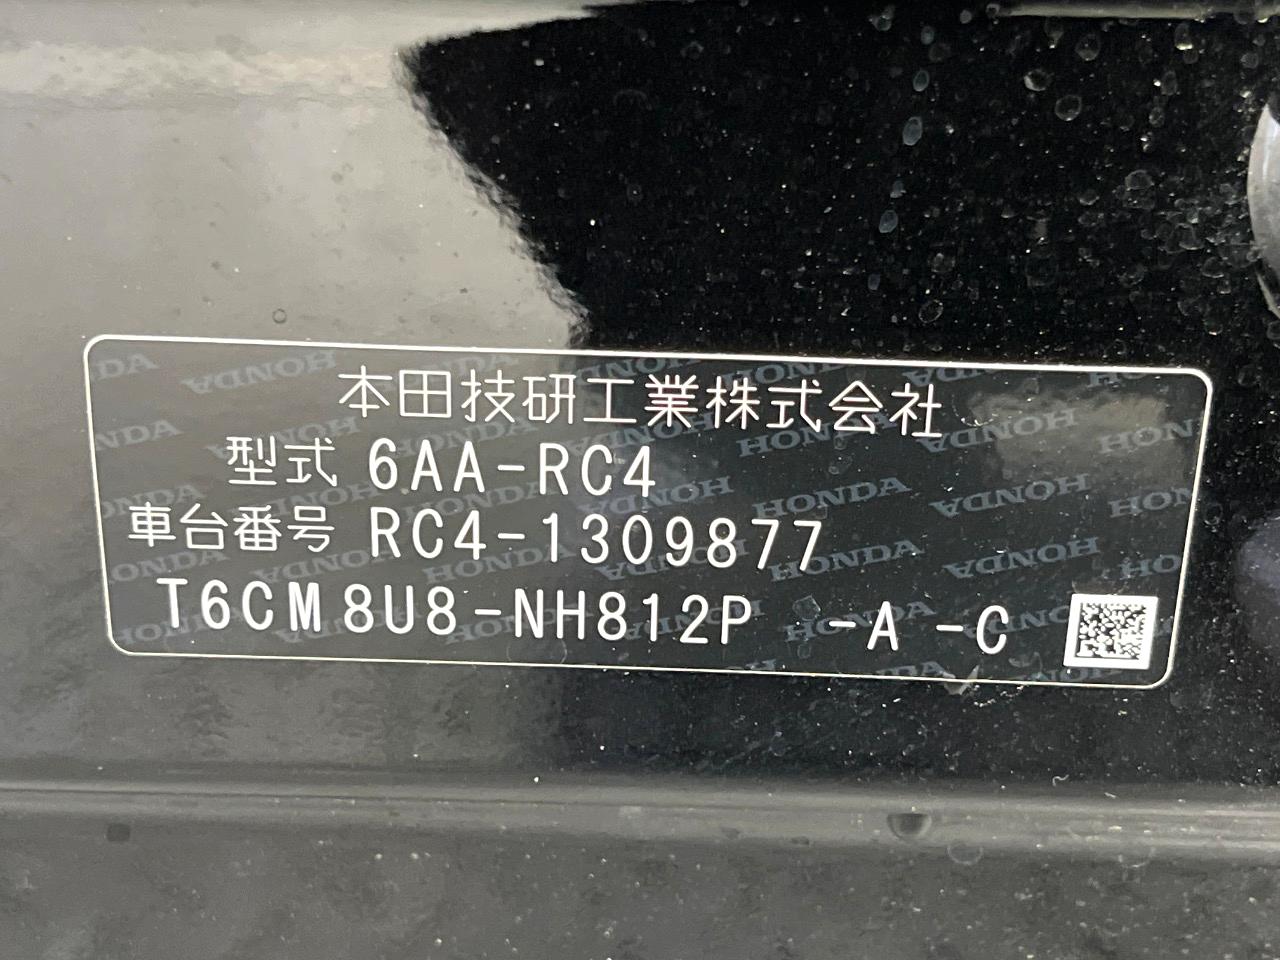 本田技研工業株式会社
型式 6AA-RC4
車台番号 RC4-1309877
T6CM8U8-NH812P -A -C